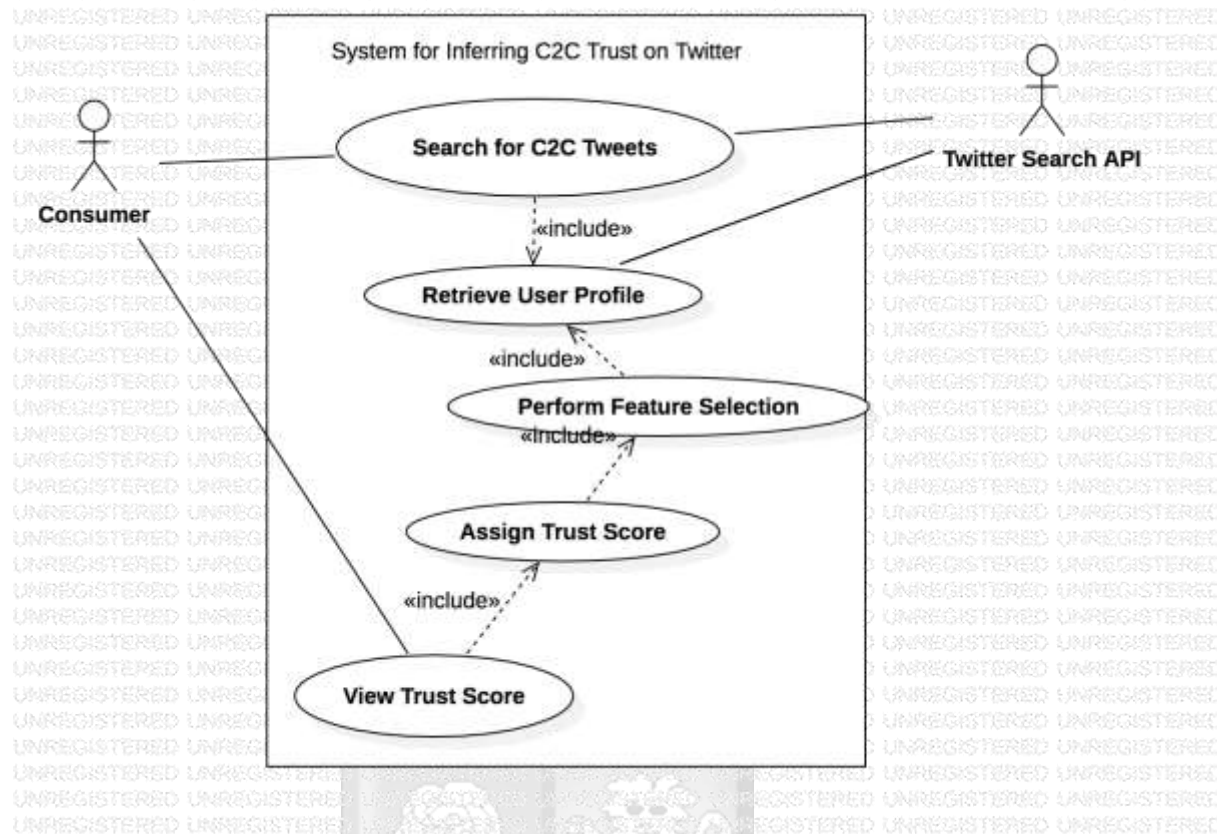 System for Inferring C2C Trust on Twitter
Search for C2C Tweets
Twitter Search API
Consumer
«include»
Retrieve User Profile
«include»
Perform Feature Selection
«include»
Assign Trust Score
«include»
View Trust Score
UNREGISTERED